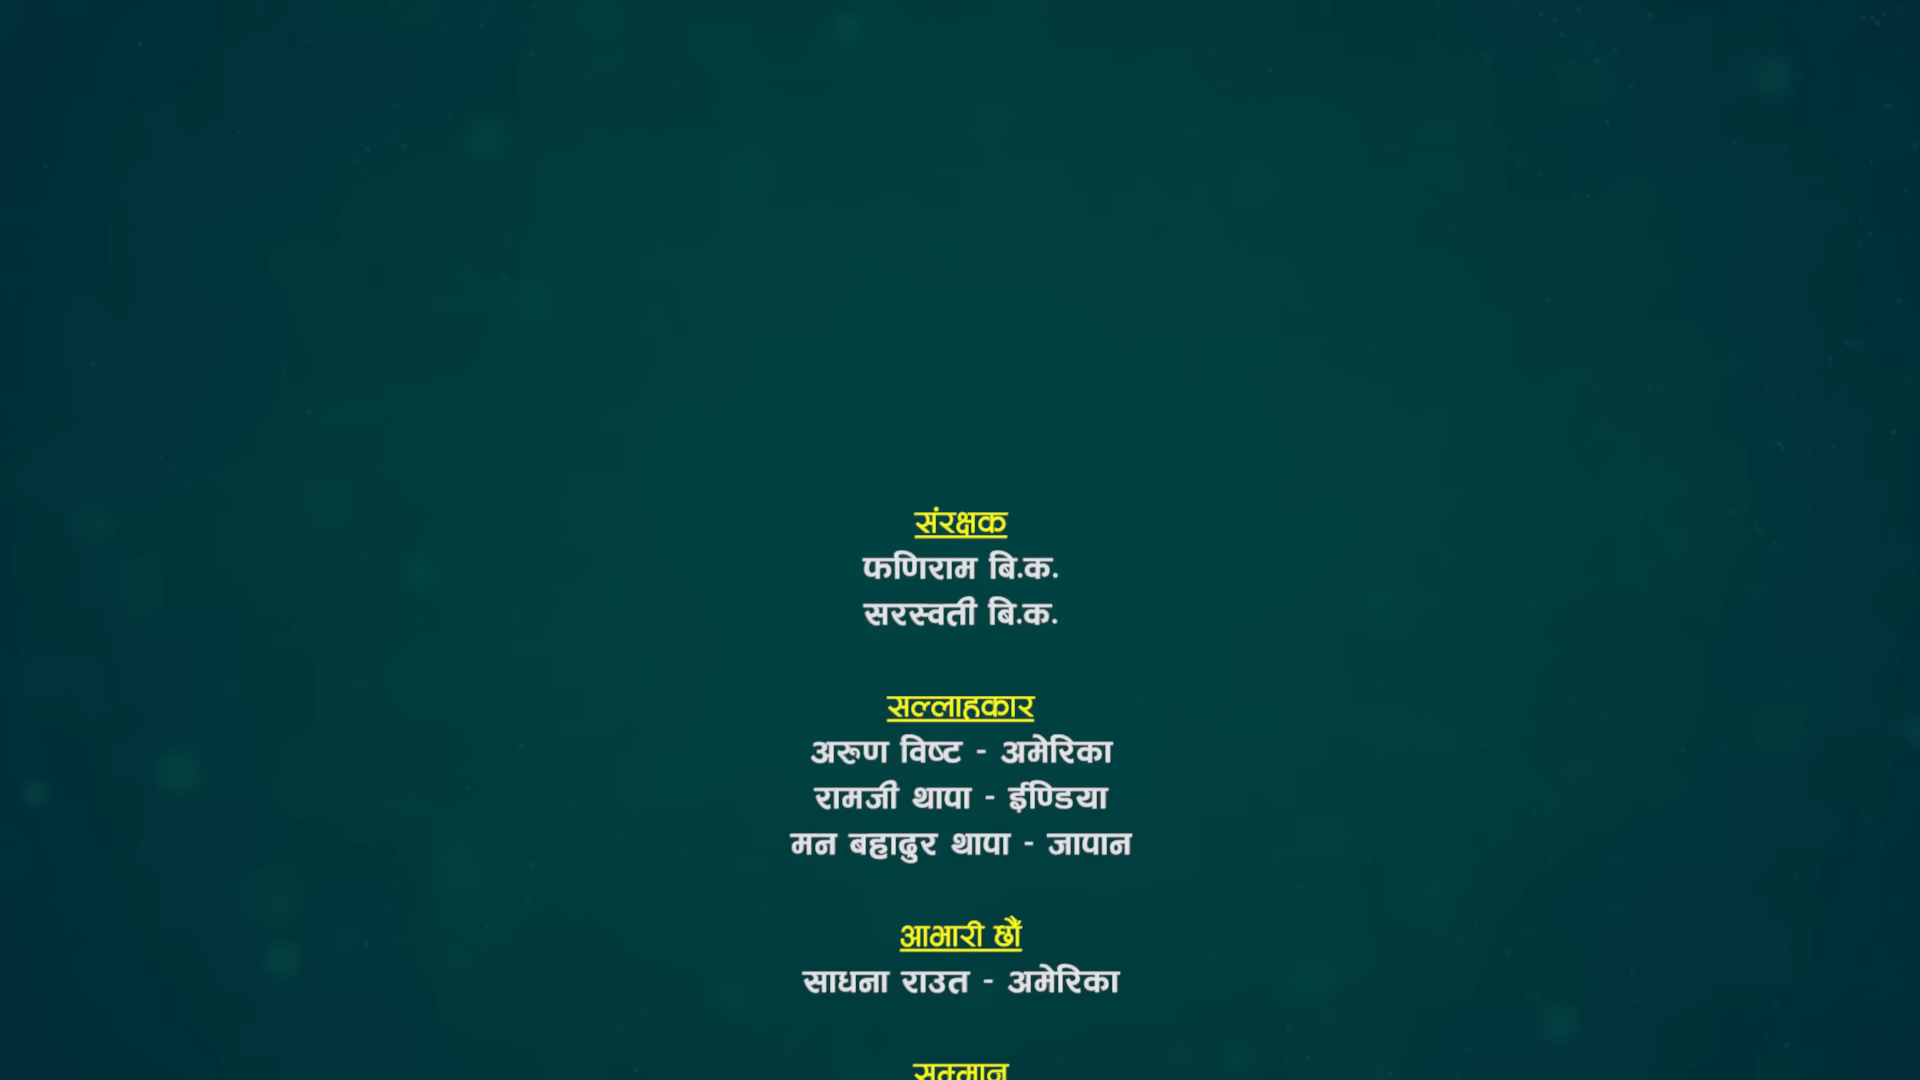 संरक्षक
फणिराम बि.क.
सरस्वती बि.क.
सल्लाहकार
अरूण विष्ट - अमेरिका
रामजी थापा - ईण्डिया
मन बहादुर थापा - जापान
आभारी छौं
साधना राउत - अमेरिका